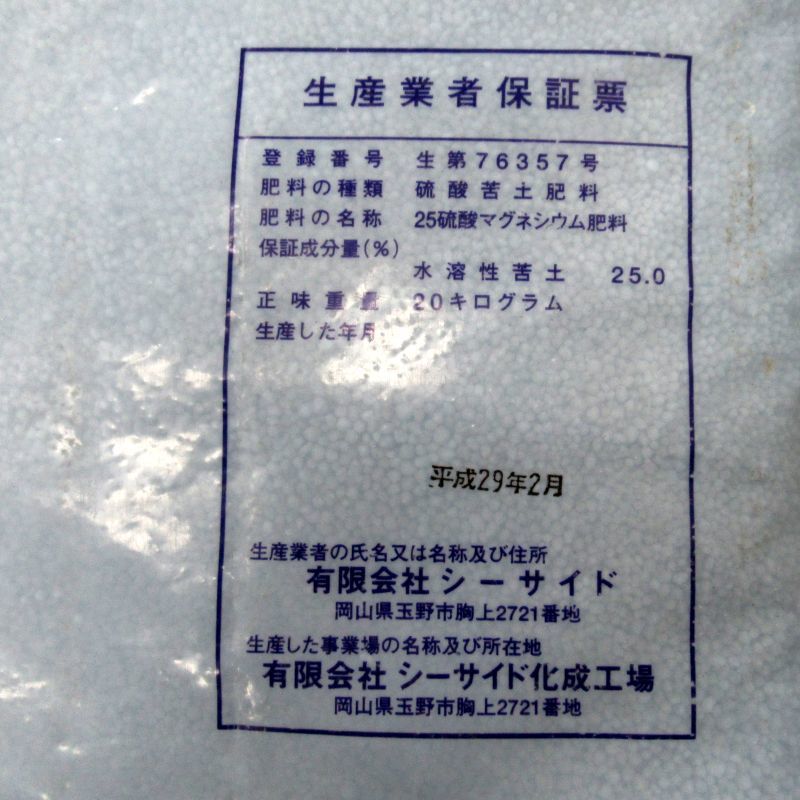 生産業者保証票
登録番号 生第76357号
肥料の種類 硫酸苦土肥料
肥料の名称 25硫酸マグネシウム肥料
保証成分量(%)
水溶性苦土 25.0
正味重量 20キログラム
生産した年月
平成29年2月
生産業者の氏名又は名称及び住所
有限会社シーサイド
岡山県玉野市胸上2721番地
生産した事業場の名称及び所在地
有限会社 シーサイド化成工場
岡山県玉野市胸上2721番地